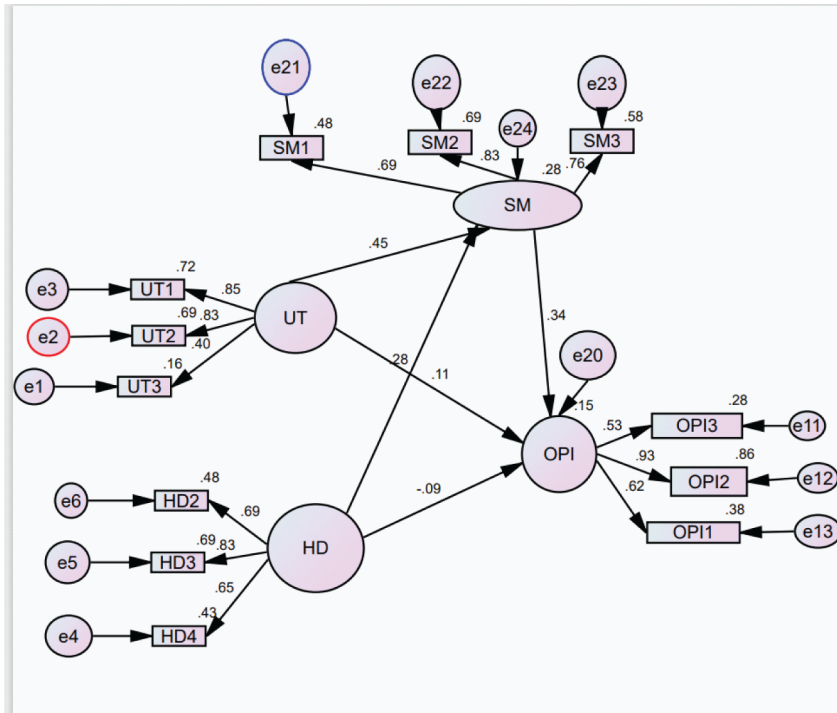 e21
e22
e23
.48
.69
e24
.58
SM1
SM2
SM3
.69
.83
.28
.76
SM
.45
.72
e3
UT1
.85
.69
.83
UT
.34
e2
UT2
.40
.16
e1
UT3
.28
.11
e20
.15
.28
.53
OPI3
e11
OPI
.93
.86
.48
OPI2
e12
e6
HD2
.69
-.09
.62
.38
OPI1
e13
.69
.83
HD
e5
HD3
.65
.43
e4
HD4